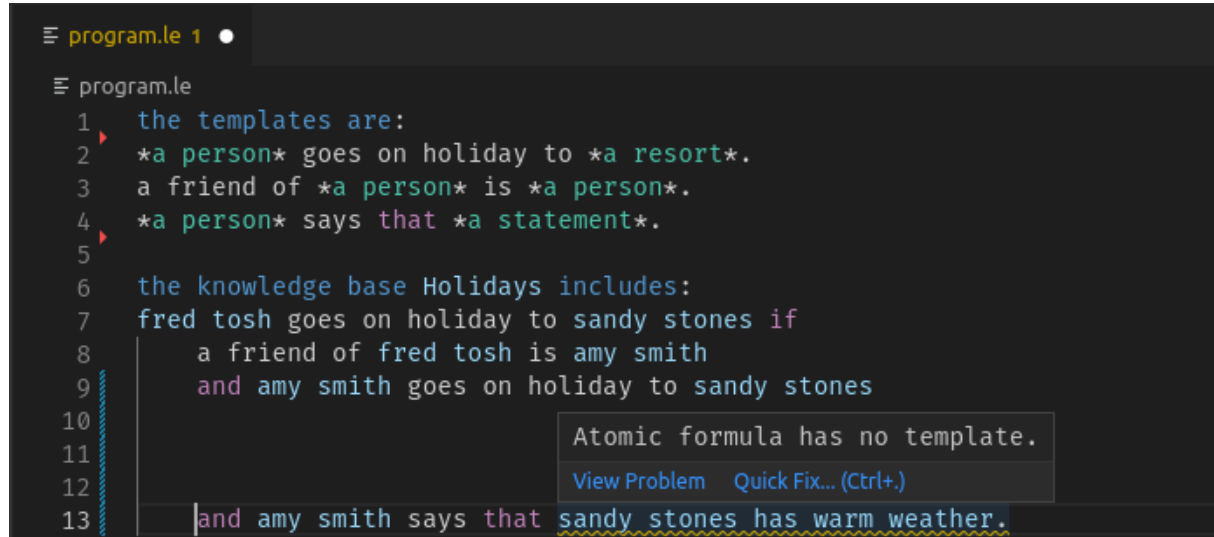 program.le 1
program.le
1 the templates are:
2 *a person* goes on holiday to *a resort*.
3 a friend of *a person* is *a person*.
4 *a person* says that *a statement*.
5
6 the knowledge base Holidays includes:
7 fred tosh goes on holiday to sandy stones if
8 a friend of fred tosh is amy smith
9 and amy smith goes on holiday to sandy stones
10
Atomic formula has no template.
11
View Problem Quick Fix... (Ctrl+.)
12
13 and amy smith says that sandy stones has warm weather.